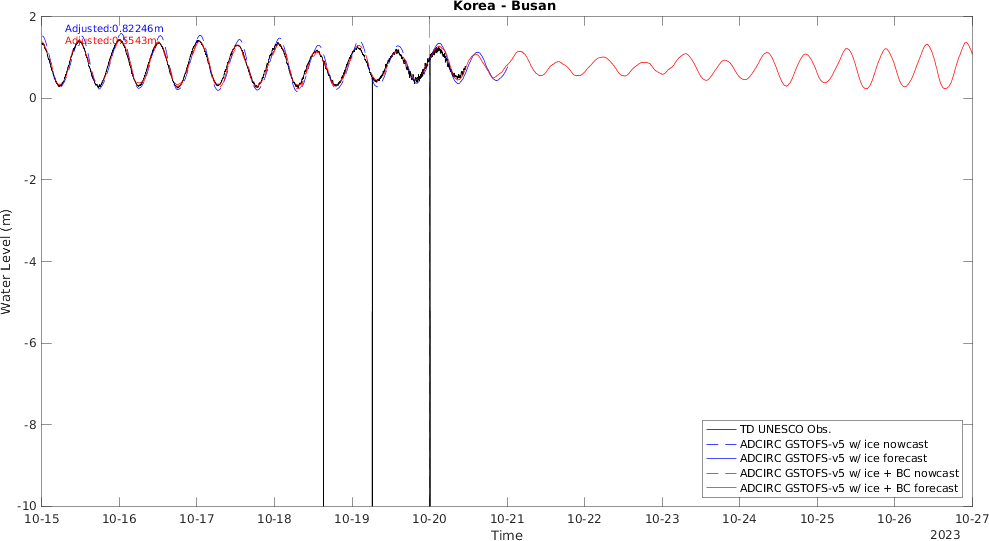 Korea - Busan
Adjusted:0.82246m
Adjusted:0.5543m
2
0
-2
-4
-6
-8
-10
Water Level (m)
TD UNESCO Obs.
ADCIRC GSTOFS-v5 w/ ice nowcast
ADCIRC GSTOFS-v5 w/ ice forecast
ADCIRC GSTOFS-v5 w/ ice + BC nowcast
ADCIRC GSTOFS-v5 w/ ice + BC forecast
10-15 10-16 10-17 10-18 10-19 10-20 10-21 10-22 10-23 10-24 10-25 10-26 10-27
Time
2023